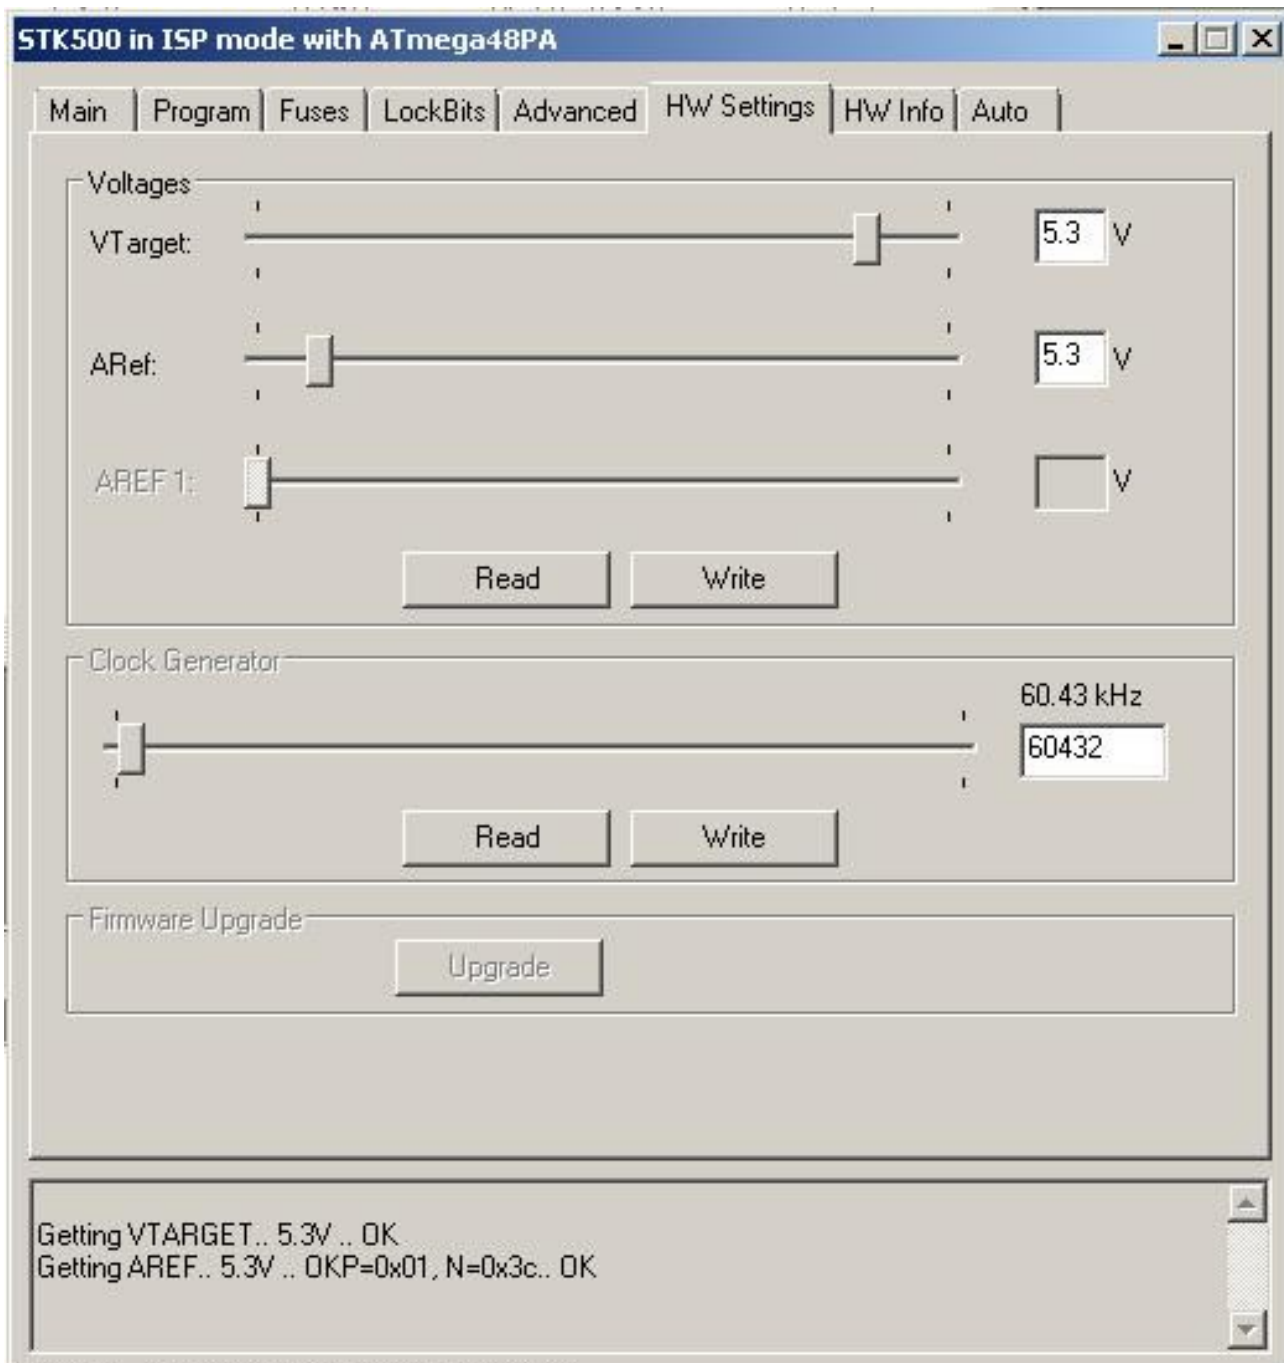 STK500 in ISP mode with ATmega48PA
Main Program Fuses LockBits Advanced HW Settings HW Info Auto
Voltages
VTarget: 5.3 V
ARef: 5.3 V
AREF 1: V
Read Write
Clock Generator
60.43 kHz
60432
Read Write
Firmware Upgrade
Upgrade
Getting VTARGET.. 5.3V .. OK
Getting AREF.. 5.3V .. OKP=0x01, N=0x3c.. OK